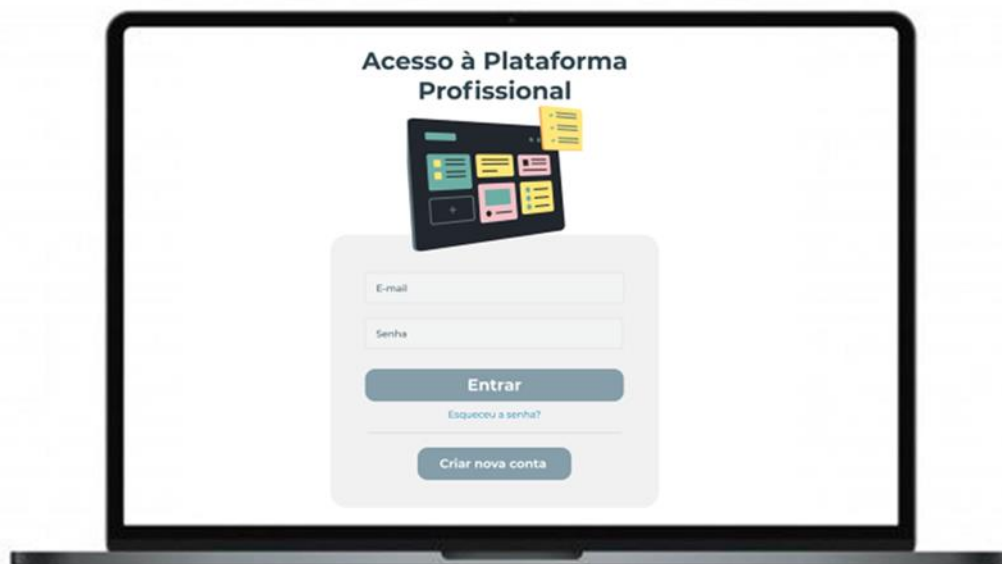 Acesso à Plataforma
Profissional
E-mail
Senha
Entrar
Esqueceu a senha?
Criar nova conta